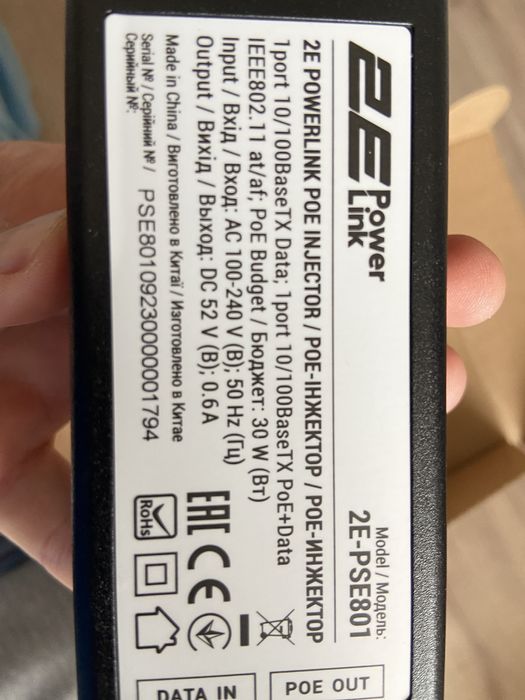 2E Power
Link
Model / Модель:
2E-PSE801
2E POWERLINK POE INJECTOR / POE-ІНЖЕКТОР / POE-ИНЖЕКТОР
1port 10/100BaseTX Data; 1port 10/100BaseTX PoE+Data
IEEE802.11 at/af; PoE Budget / Бюджет: 30 W (Вт)
Input / Вхід / Вход: AC 100-240 V (В); 50 Hz (Гц)
Output / Вихід / Выход: DC 52 V (В); 0.6 A
Made in China / Виготовлено в Китаї / Изготовлено в Китае
Serial № / Серійний № /
Серийный №:
PSE80109230000001794
EAC CE
RoHs
POE OUT
DATA IN